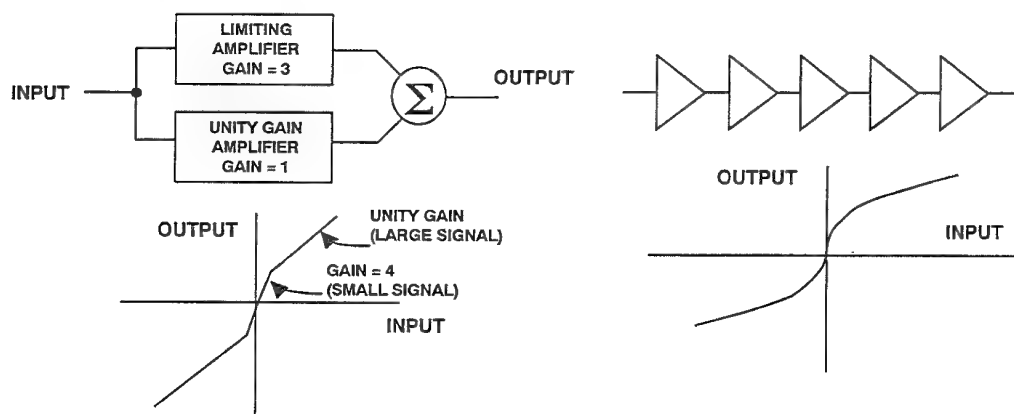 LIMITING
AMPLIFIER
GAIN = 3
INPUT
Σ
OUTPUT
UNITY GAIN
AMPLIFIER
GAIN = 1
OUTPUT
UNITY GAIN
(LARGE SIGNAL)
GAIN = 4
(SMALL SIGNAL)
INPUT
OUTPUT
INPUT